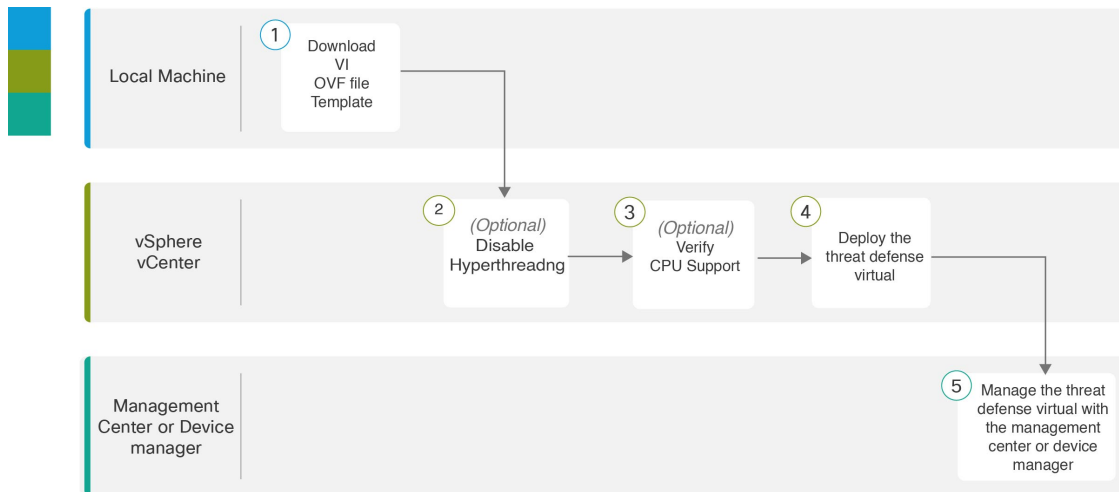 Local Machine
1
Download
VI
OVF file
Template
vSphere
vCenter
2
(Optional)
Disable
Hyperthreadng
3
(Optional)
Verify
CPU Support
4
Deploy the
threat defense
virtual
Management
Center or Device
manager
5
Manage the threat
defense virtual with
the management
center or device
manager